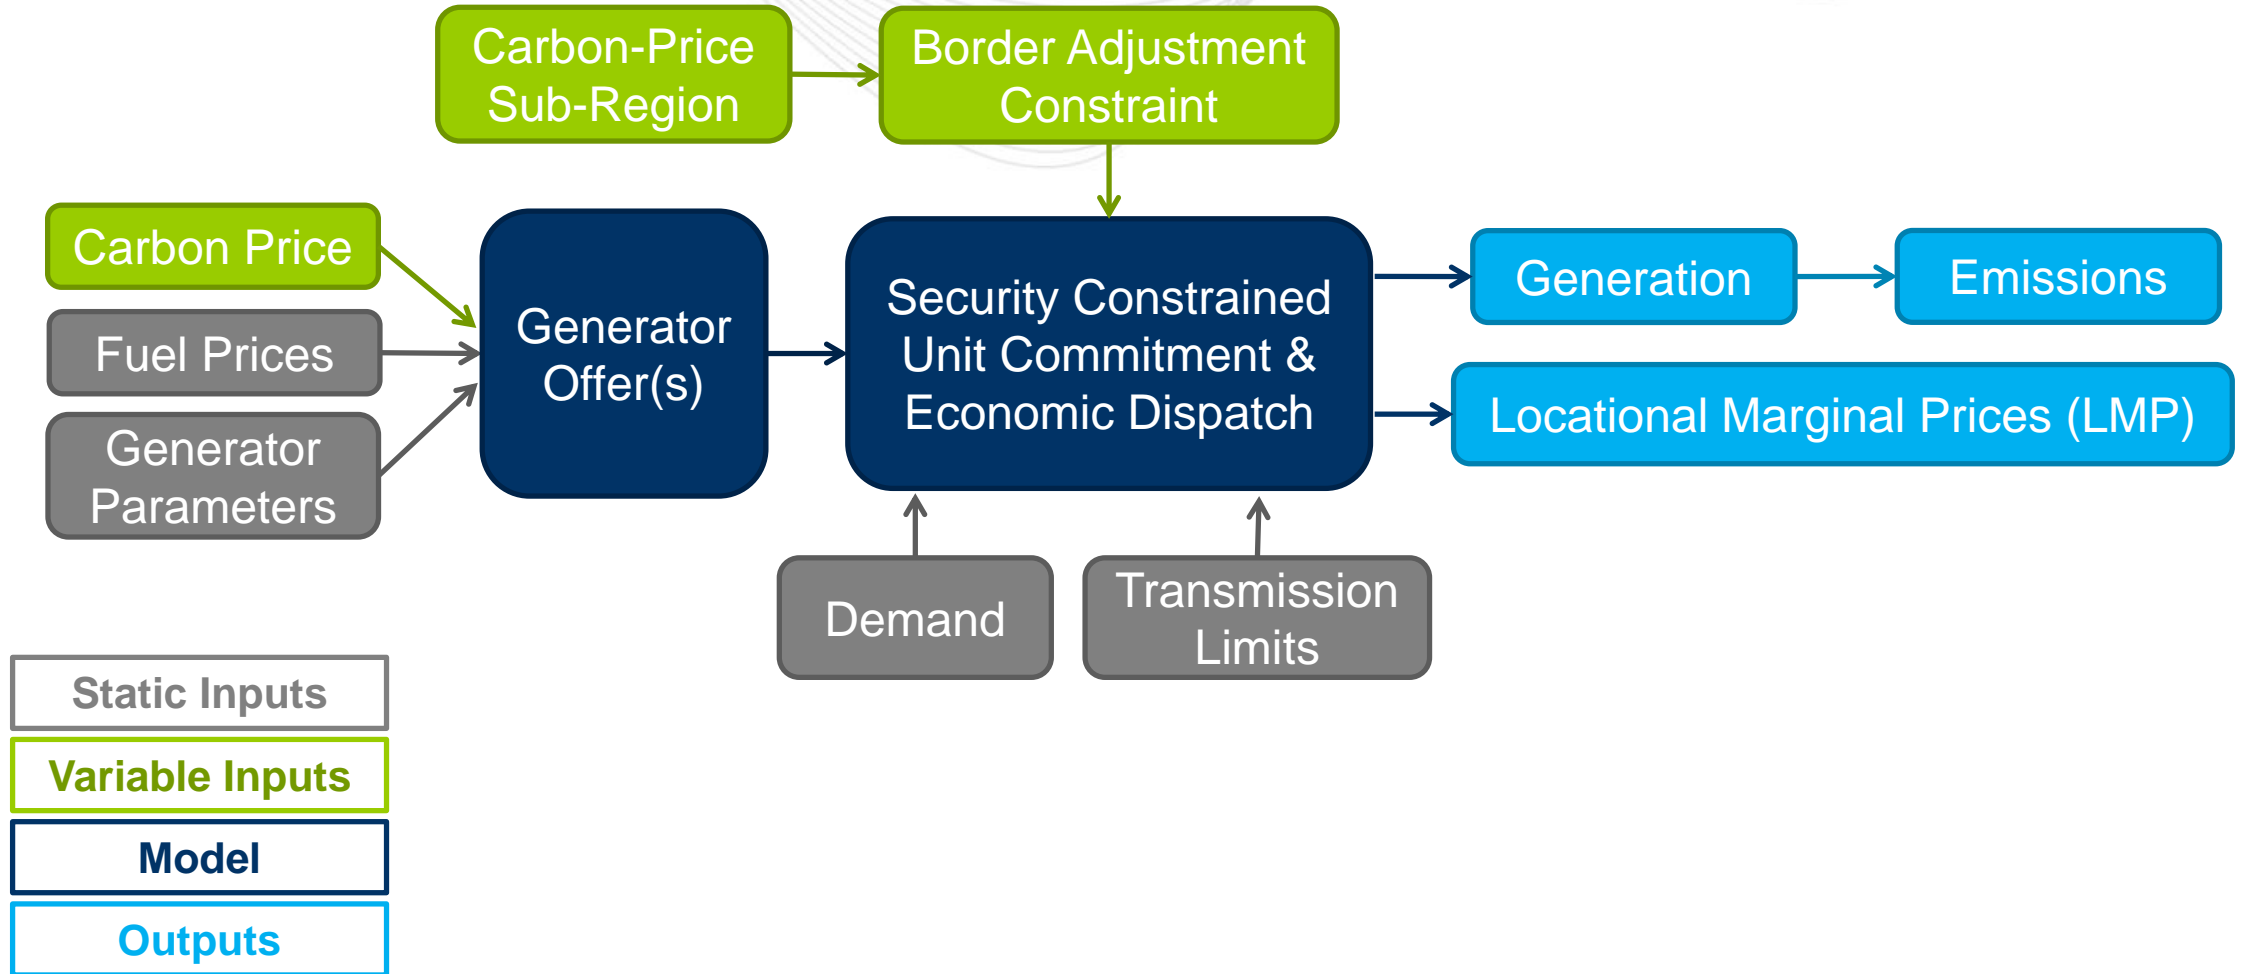 Carbon-Price
Sub-Region
Border Adjustment
Constraint
Carbon Price
Fuel Prices
Generator
Parameters
Generator
Offer(s)
Security Constrained
Unit Commitment &
Economic Dispatch
Generation
Emissions
Locational Marginal Prices (LMP)
Demand
Transmission
Limits
Static Inputs
Variable Inputs
Model
Outputs